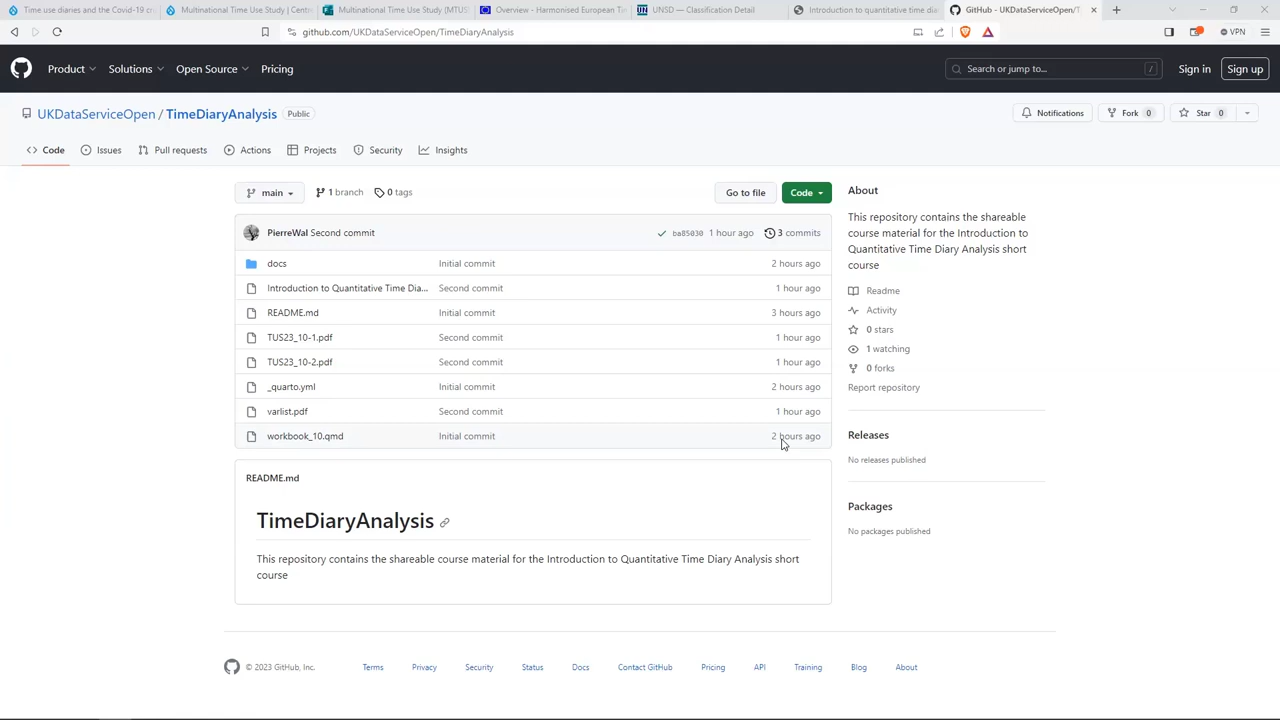 Time use diaries and the Covid-19 cr
Multinational Time Use Study | Centr
Multinational Time Use Study (MTUS
Overview - Harmonised European Ti
UNSD — Classification Detail
Introduction to quantitative time dia
GitHub - UKDataServiceOpen/T
github.com/UKDataServiceOpen/TimeDiaryAnalysis
VPN
Product
Solutions
Open Source
Pricing
Search or jump to...
/
Sign in
Sign up
UKDataServiceOpen / TimeDiaryAnalysis
Public
Notifications
Fork 0
Star 0
Code
Issues
Pull requests
Actions
Projects
Security
Insights
main
1 branch
0 tags
Go to file
Code
PierreWal Second commit
ba85030 1 hour ago
3 commits
docs
Initial commit
2 hours ago
Introduction to Quantitative Time Dia...
Second commit
1 hour ago
README.md
Initial commit
3 hours ago
TUS23_10-1.pdf
Second commit
1 hour ago
TUS23_10-2.pdf
Second commit
1 hour ago
_quarto.yml
Initial commit
2 hours ago
varlist.pdf
Second commit
1 hour ago
workbook_10.qmd
Initial commit
2 hours ago
README.md
TimeDiaryAnalysis
This repository contains the shareable course material for the Introduction to Quantitative Time Diary Analysis short
course
About
This repository contains the shareable
course material for the Introduction to
Quantitative Time Diary Analysis short
course
Readme
Activity
0 stars
1 watching
0 forks
Report repository
Releases
No releases published
Packages
No packages published
© 2023 GitHub, Inc.
Terms
Privacy
Security
Status
Docs
Contact GitHub
Pricing
API
Training
Blog
About